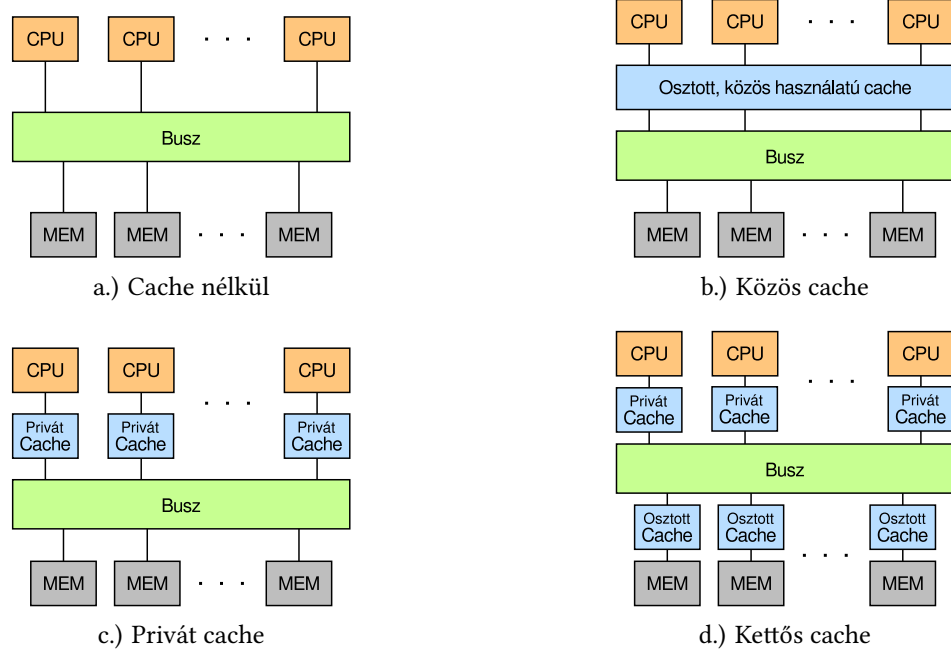 CPU CPU . . . CPU
Busz
MEM MEM . . . MEM
a.) Cache nélkül
CPU CPU . . . CPU
Osztott, közös használatú cache
Busz
MEM MEM . . . MEM
b.) Közös cache
CPU CPU . . . CPU
Privát Privát Privát
Cache Cache Cache
Busz
MEM MEM . . . MEM
c.) Privát cache
CPU CPU . . . CPU
Privát Privát Privát
Cache Cache Cache
Busz
Osztott Osztott Osztott
Cache Cache Cache
MEM MEM . . . MEM
d.) Kettős cache